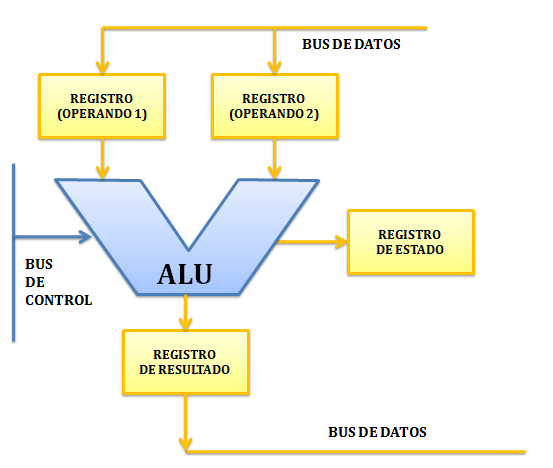 BUS DE DATOS
REGISTRO
(OPERANDO 1)
REGISTRO
(OPERANDO 2)
REGISTRO
DE ESTADO
BUS
DE
CONTROL
ALU
REGISTRO
DE RESULTADO
BUS DE DATOS